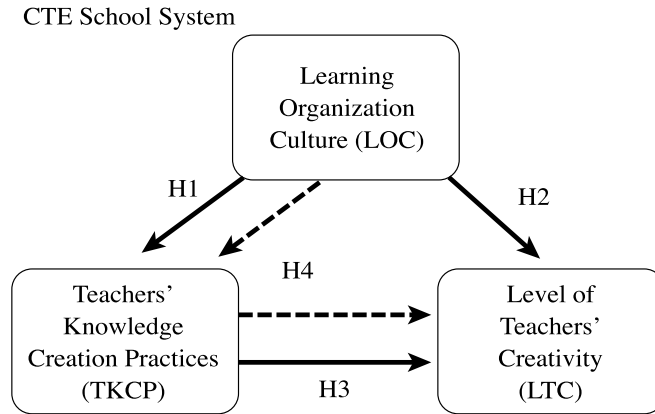 CTE School System
Learning
Organization
Culture (LOC)
H1
H2
H4
Teachers’
Knowledge
Creation Practices
(TKCP)
Level of
Teachers’
Creativity
(LTC)
H3